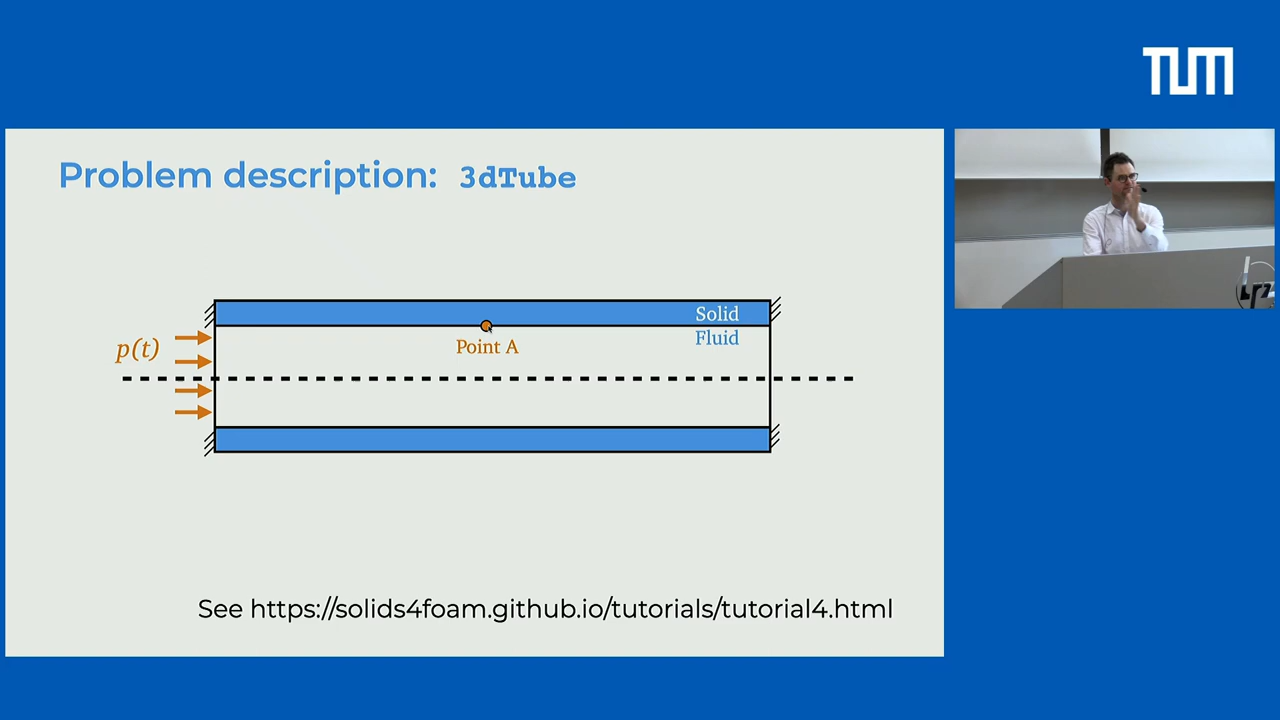 TUM
Problem description: 3dTube
Solid
Fluid
p(t)
Point A
See https://solids4foam.github.io/tutorials/tutorial4.html